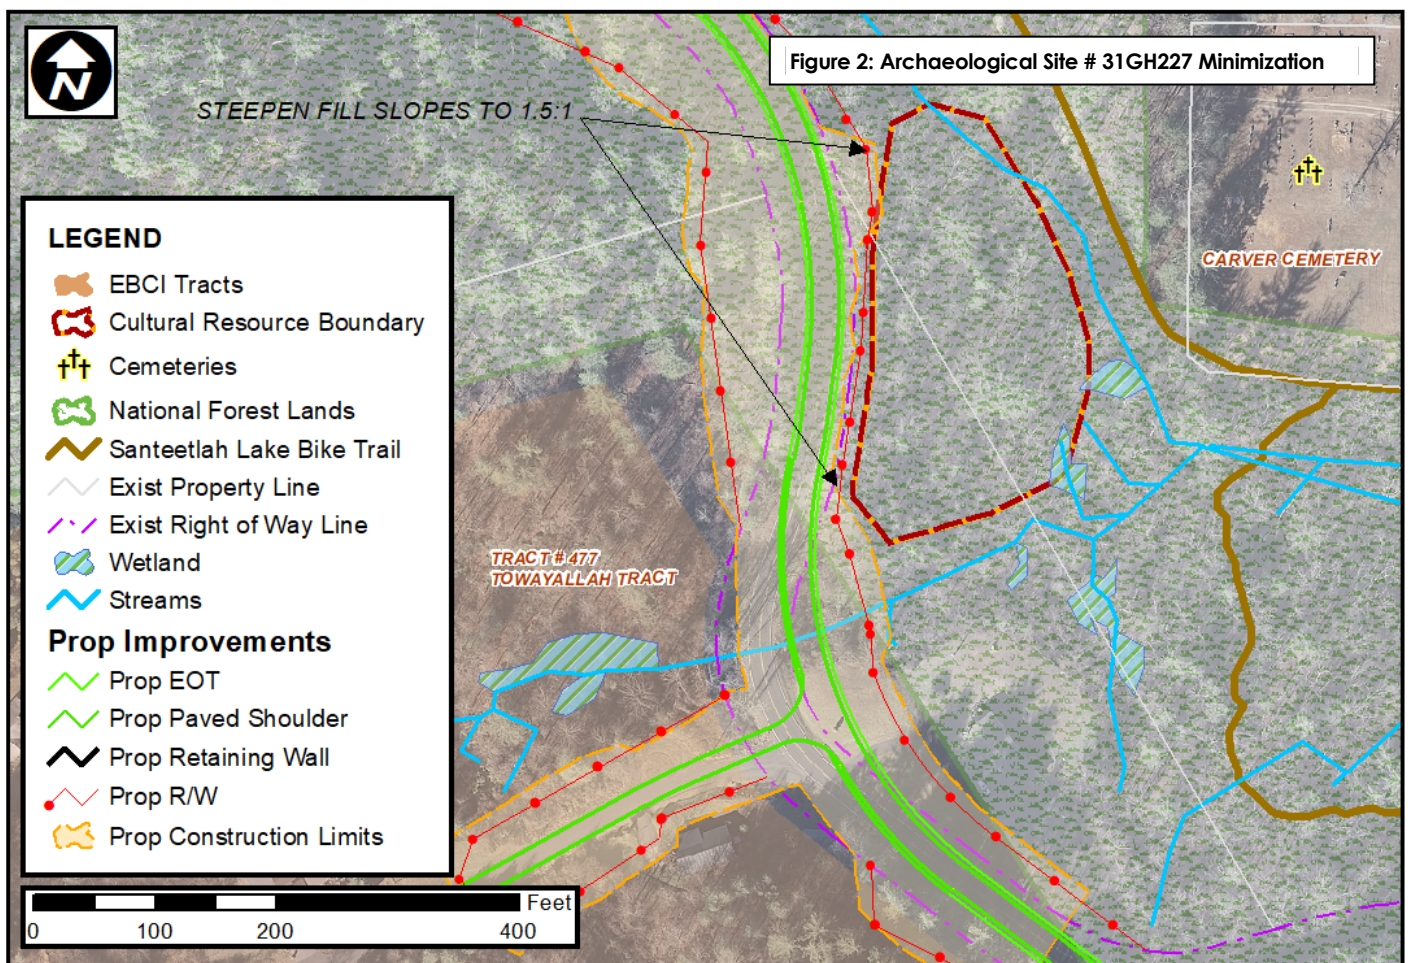 N
Figure 2: Archaeological Site # 31GH227 Minimization
STEEPEN FILL SLOPES TO 1.5:1
CARVER CEMETERY
LEGEND
EBCI Tracts
Cultural Resource Boundary
Cemeteries
National Forest Lands
Santeetlah Lake Bike Trail
Exist Property Line
Exist Right of Way Line
Wetland
Streams
Prop Improvements
Prop EOT
Prop Paved Shoulder
Prop Retaining Wall
Prop R/W
Prop Construction Limits
TRACT # 477
TOWAYALLAH TRACT
Feet
0 100 200 400